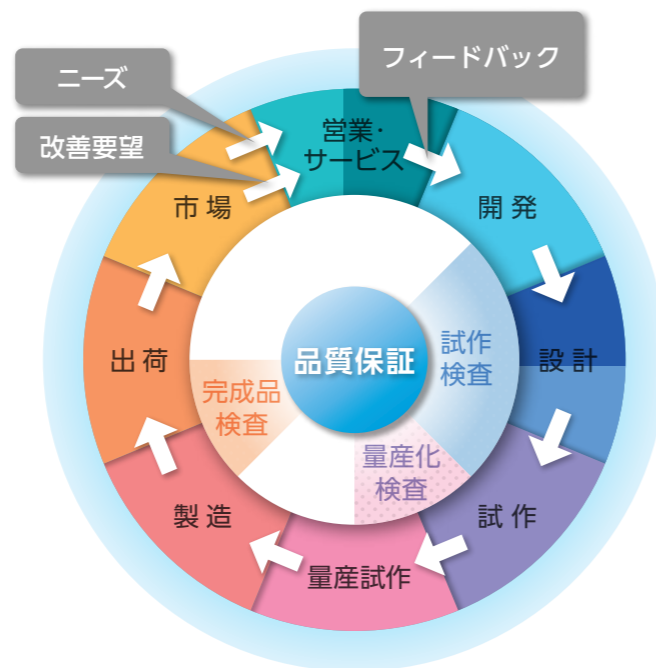 ニーズ
改善要望
フィードバック
営業・
サービス
開発
設計
試作
量産試作
製造
出荷
市場
品質保証
試作
検査
量産化
検査
完成品
検査